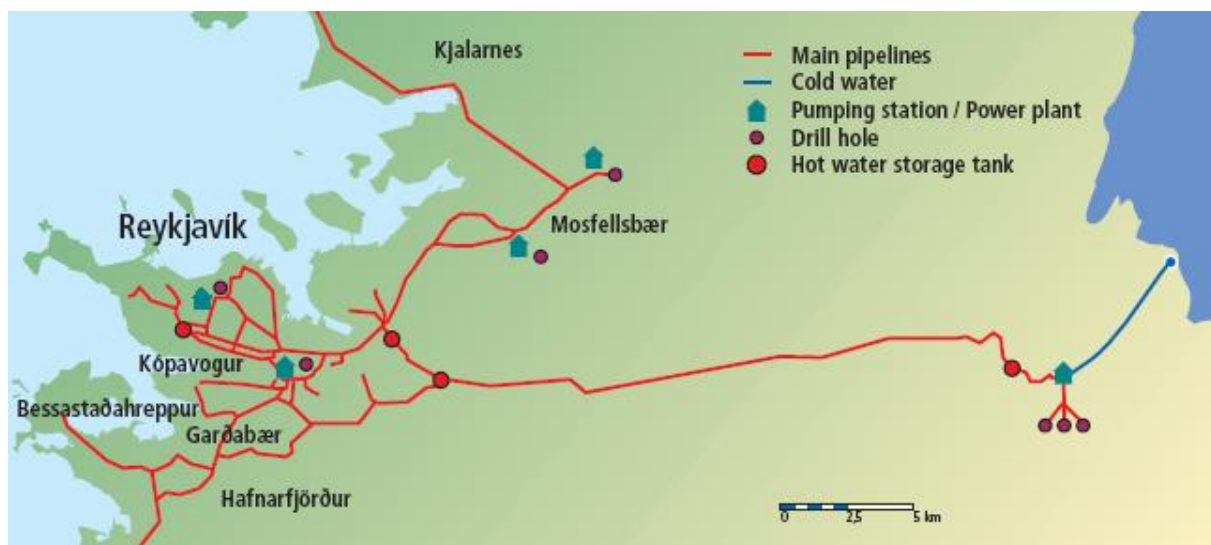 Kjalarnes
Main pipelines
Cold water
Pumping station / Power plant
Drill hole
Hot water storage tank
Reykjavík
Mosfellsbær
Kópavogur
Bessastaðahreppur
Garðabær
Hafnarfjörður
0 2,5 5 km